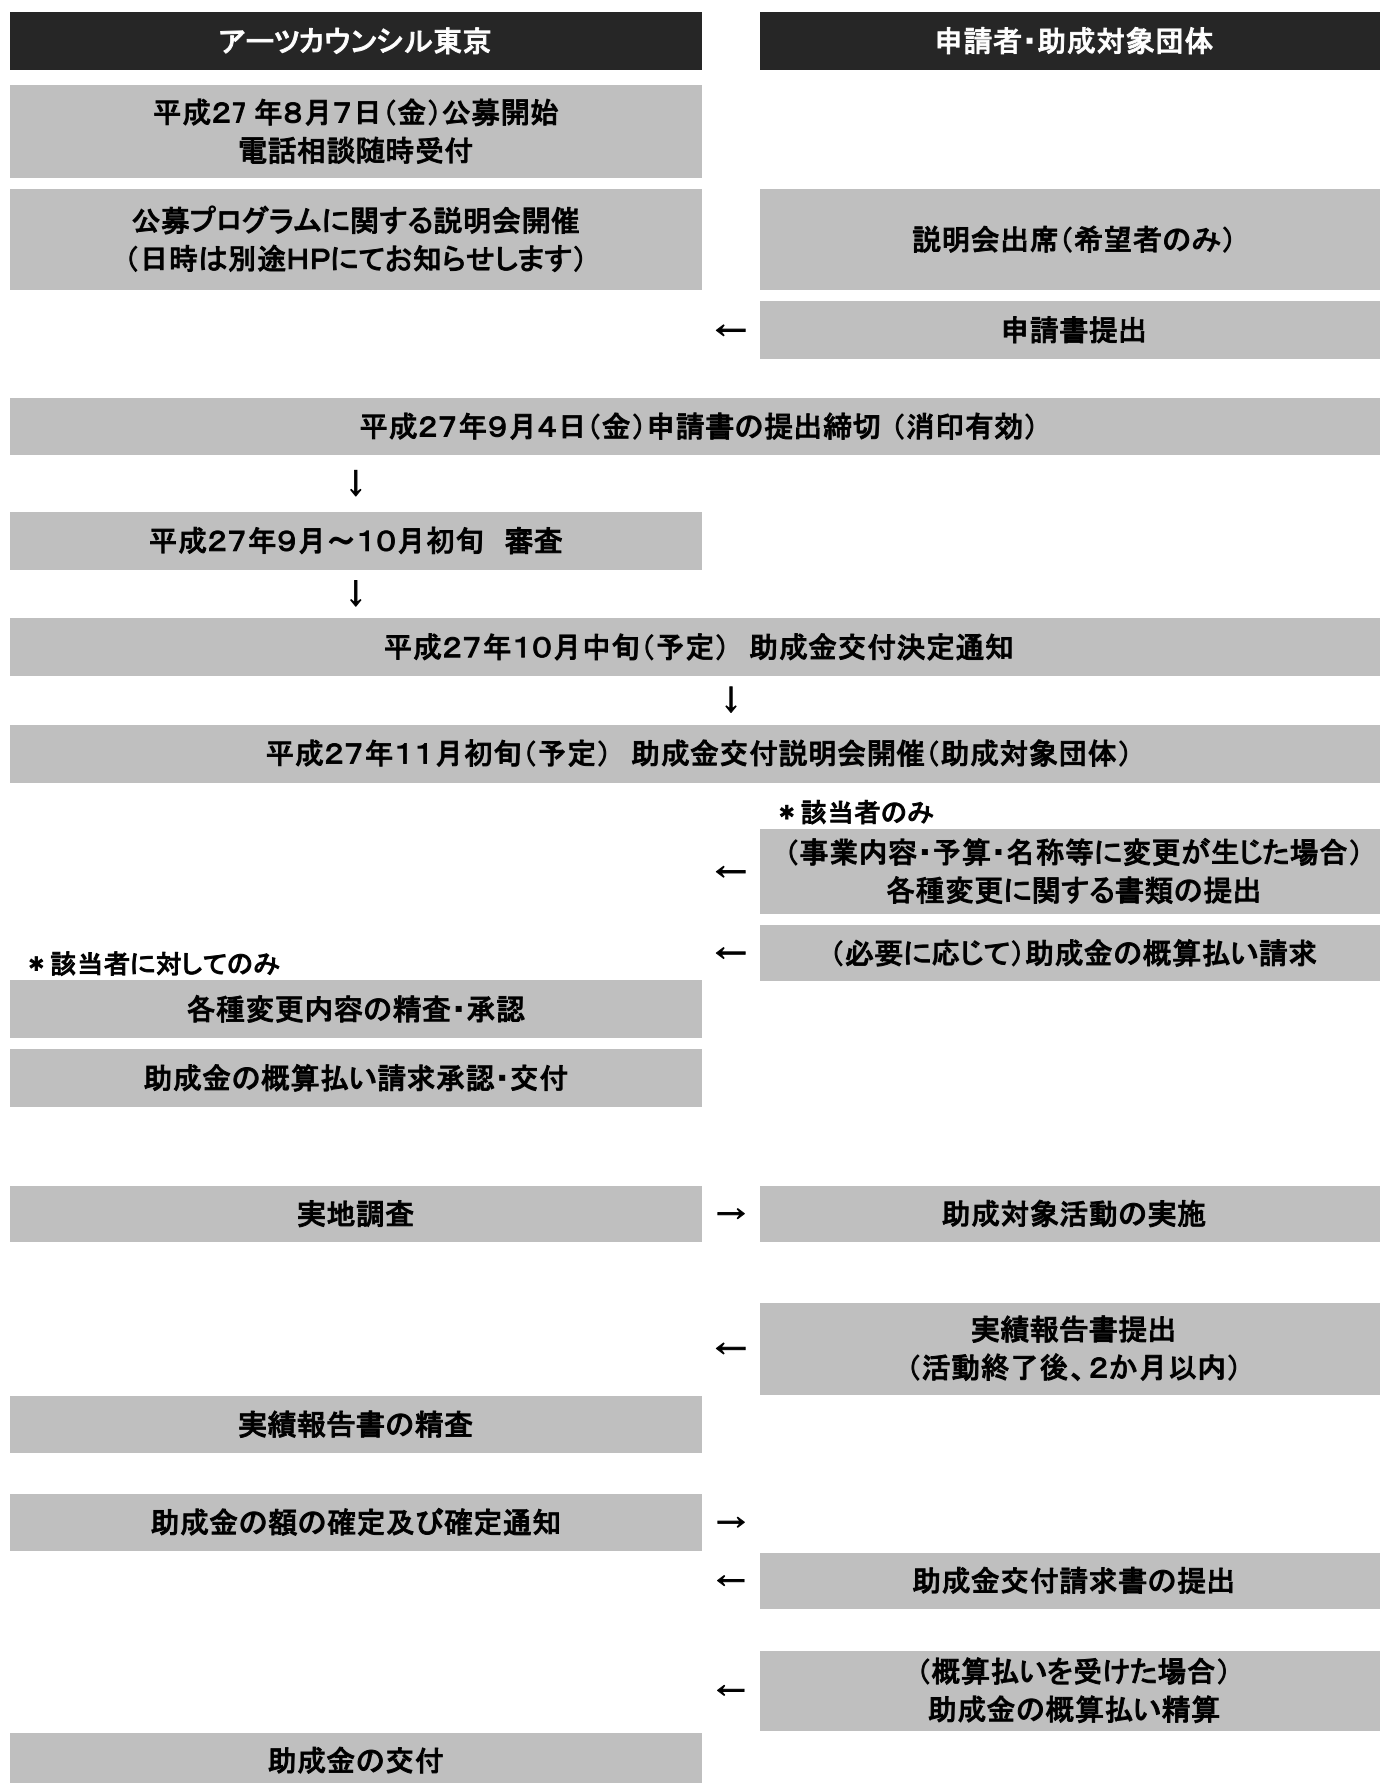 アーツカウンシル東京
申請者・助成対象団体
平成２７年８月７日（金）公募開始
電話相談随時受付
公募プログラムに関する説明会開催
（日時は別途ＨＰにてお知らせします）
説明会出席（希望者のみ）
←
申請書提出
平成２７年９月４日（金）申請書の提出締切（消印有効）
↓
平成２７年９月～１０月初旬　審査
↓
平成２７年１０月中旬（予定）　助成金交付決定通知
↓
平成２７年１１月初旬（予定）　助成金交付説明会開催（助成対象団体）
＊該当者のみ
←
（事業内容・予算・名称等に変更が生じた場合）
各種変更に関する書類の提出
←
（必要に応じて）助成金の概算払い請求
＊該当者に対してのみ
各種変更内容の精査・承認
助成金の概算払い請求承認・交付
実地調査
→
助成対象活動の実施
←
実績報告書提出
（活動終了後、２か月以内）
実績報告書の精査
助成金の額の確定及び確定通知
→
←
助成金交付請求書の提出
←
（概算払いを受けた場合）
助成金の概算払い精算
助成金の交付